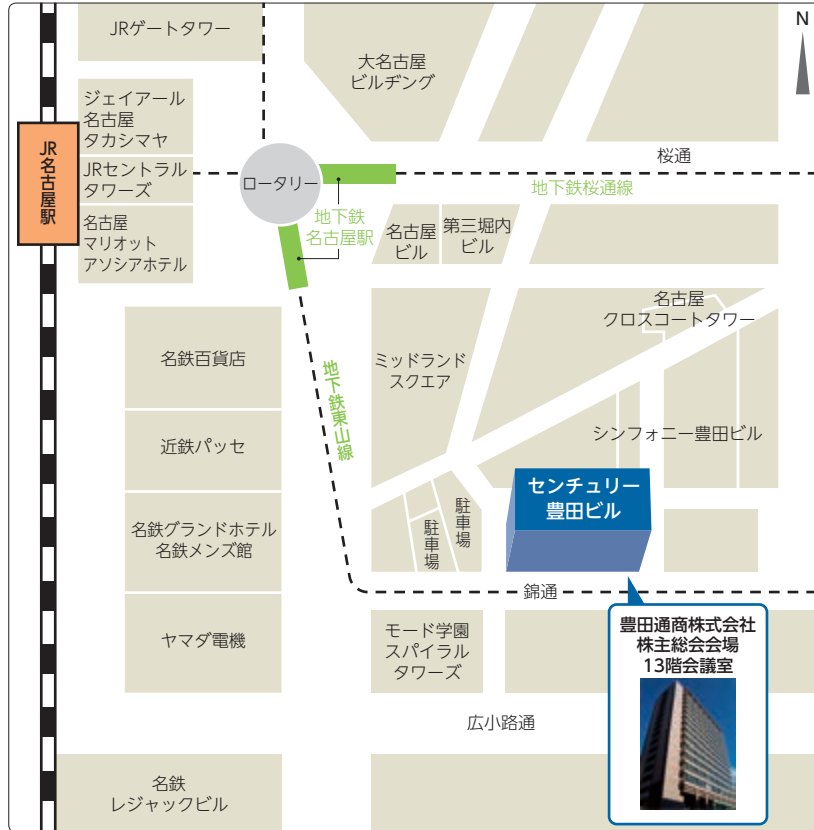 JRゲートタワー
大名古屋
ビルヂング
N
ジェイアール
名古屋
タカシマヤ
JR名古屋駅
JRセントラル
タワーズ
ロータリー
桜通
地下鉄桜通線
地下鉄
名古屋駅
名古屋
マリオット
アソシアホテル
名古屋
ビル
第三堀内
ビル
名古屋
クロスコートタワー
名鉄百貨店
ミッドランド
スクエア
地下鉄東山線
近鉄パッセ
シンフォニー豊田ビル
センチュリー
豊田ビル
駐車場
駐車場
名鉄グランドホテル
名鉄メンズ館
錦通
ヤマダ電機
モード学園
スパイラル
タワーズ
豊田通商株式会社
株主総会会場
13階会議室
広小路通
名鉄
レジャックビル